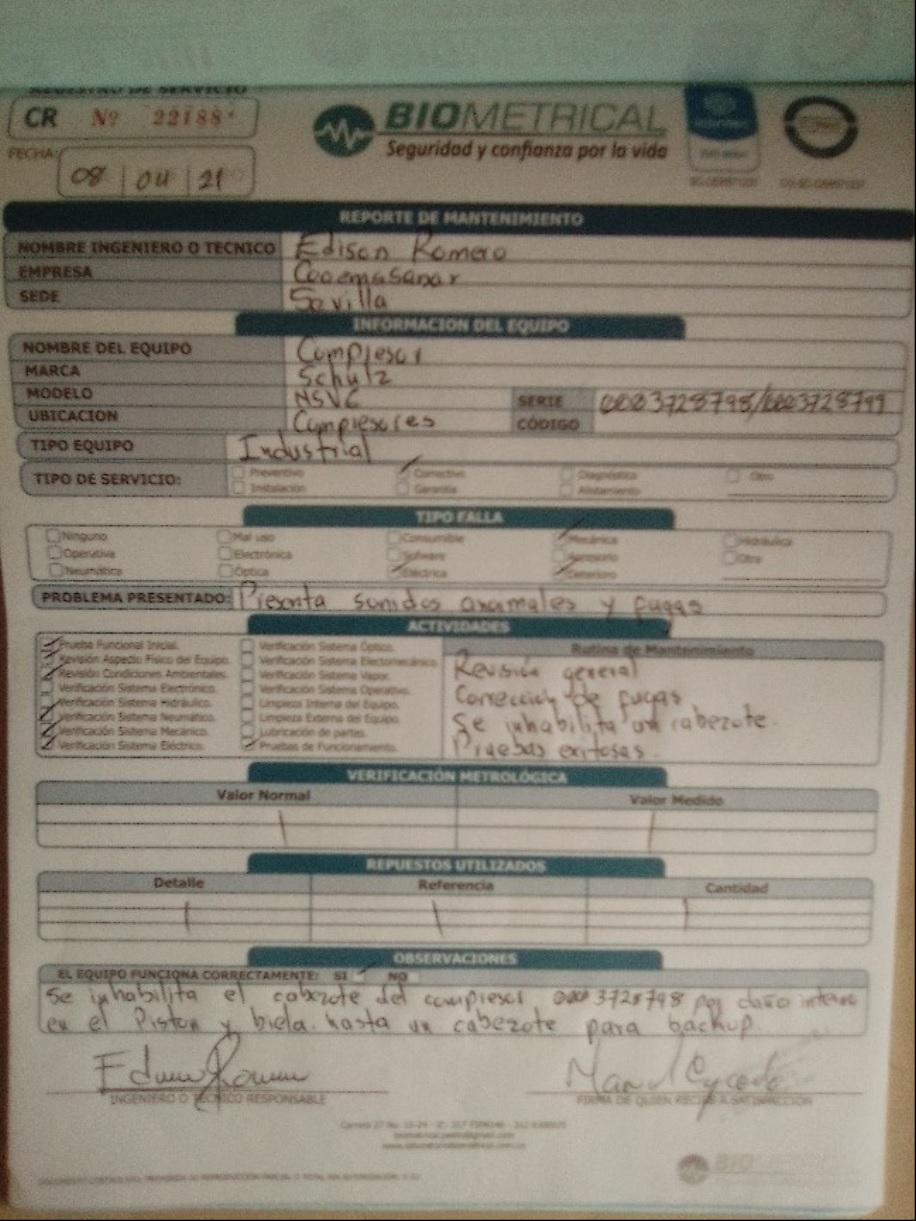 REGISTRO DE SERVICIO
CR Nº 22188
BIOMETRICAL
Seguridad y confianza por la vida
FECHA: 08 | 04 | 21
REPORTE DE MANTENIMIENTO
NOMBRE INGENIERO O TECNICO Edison Romero
EMPRESA Cooemssanar
SEDE Sevilla
INFORMACION DEL EQUIPO
NOMBRE DEL EQUIPO Compresor
MARCA Schulz
MODELO MSVC SERIE 0003728798/0003728799
UBICACION Compresores CÓDIGO
TIPO EQUIPO Industrial
TIPO DE SERVICIO: Preventivo Correctivo Diagnóstico Otro
Instalación Garantía Alistamiento
TIPO FALLA
Ninguno Mal uso Consumible Mecánica Hidráulica
Operativa Electrónica Software Accesorio Otra
Neumática Óptica Eléctrica Deterioro
PROBLEMA PRESENTADO: Presenta sonidos anormales y fugas
ACTIVIDADES
Prueba Funcional Inicial. Verificación Sistema Óptico. Rutina de Mantenimiento
Revisión Aspecto Físico del Equipo. Verificación Sistema Electromecánico. Revisión general
Revisión Condiciones Ambientales. Verificación Sistema Vapor.
Verificación Sistema Electrónico. Verificación Sistema Operativo. Correccion de fugas
Verificación Sistema Hidráulico. Limpieza Interna del Equipo.
Verificación Sistema Neumático. Limpieza Externa del Equipo. Se inhabilita un cabezote.
Verificación Sistema Mecánico. Lubricación de partes.
Verificación Sistema Eléctrico. Pruebas de Funcionamiento. Pruebas exitosas.
VERIFICACIÓN METROLÓGICA
Valor Normal Valor Medido
REPUESTOS UTILIZADOS
Detalle Referencia Cantidad
OBSERVACIONES
EL EQUIPO FUNCIONA CORRECTAMENTE: SI NO
Se inhabilita el cabezote del compresor 0003728798 por daño interno
en el Piston y biela. hasta un cabezote para backup.
INGENIERO O TECNICO RESPONSABLE FIRMA DE QUIEN RECIBE A SATISFACCIÓN
BIOMETRICAL